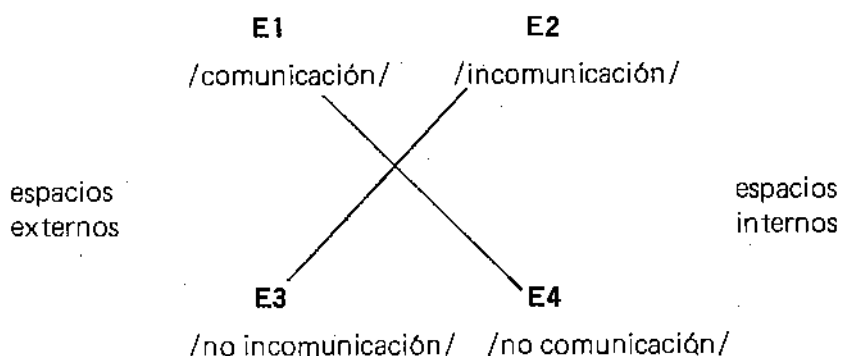 E1 E2
/comunicación/ /incomunicación/
espacios espacios
externos internos
E3 E4
/no incomunicación/ /no comunicación/